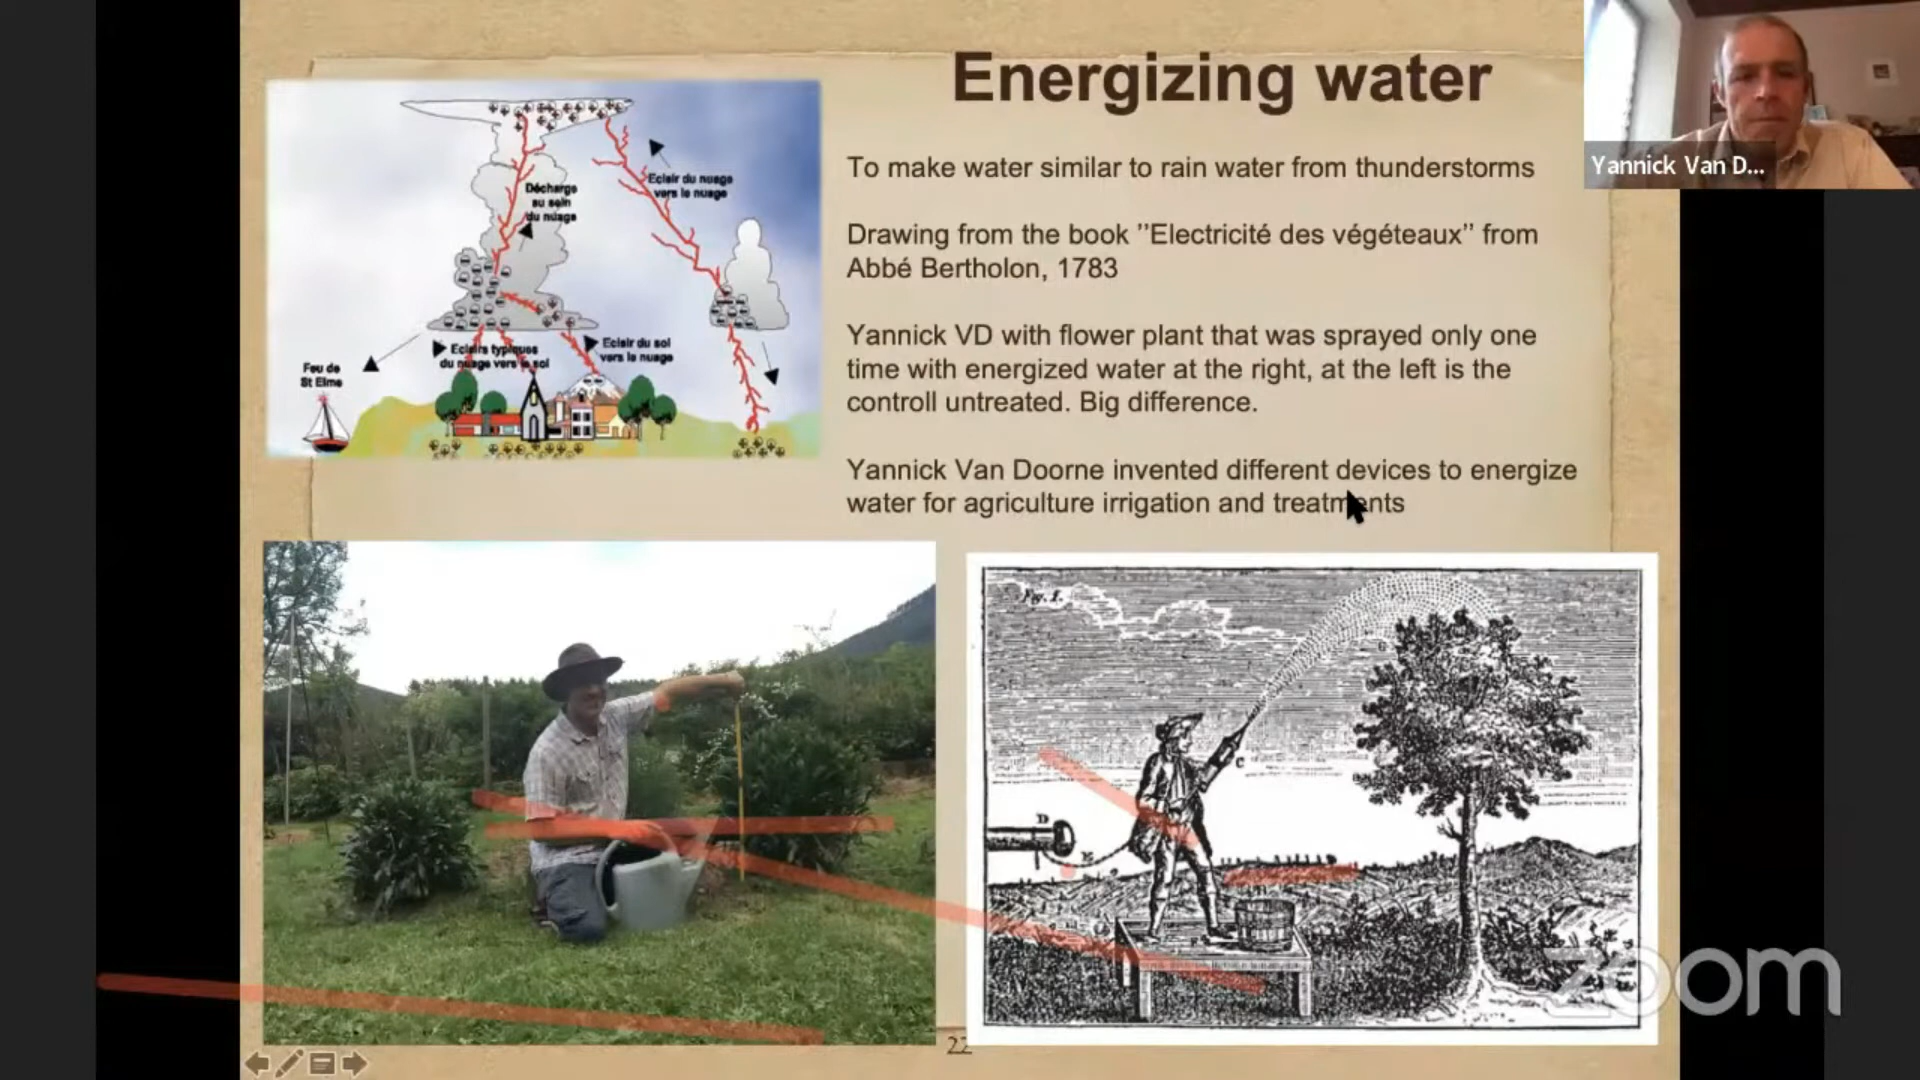 Energizing water
Yannick Van D...
To make water similar to rain water from thunderstorms
Drawing from the book ’’Electricité des végéteaux’’ from
Abbé Bertholon, 1783
Yannick VD with flower plant that was sprayed only one
time with energized water at the right, at the left is the
controll untreated. Big difference.
Yannick Van Doorne invented different devices to energize
water for agriculture irrigation and treatments
Décharge
au sein
du nuage
Eclair du nuage
vers le nuage
Eclairs typiques
du nuage vers le sol
Eclair du sol
vers le nuage
Feu de
St Elme
Fig. 1.
G
C
D
E
zoom
22